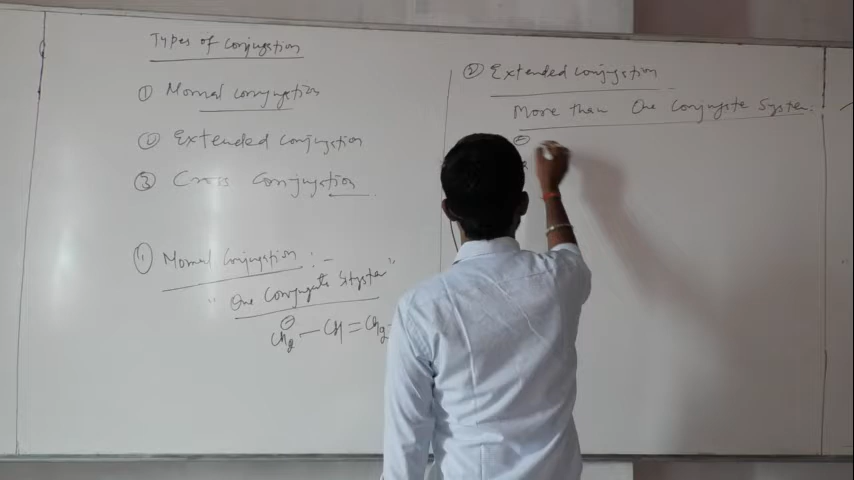 Types of Conjugation
① Normal conjugation
② Extended conjugation
③ Cross Conjugation
① Normal Conjugation :-
"One Conjugate System"
⊖
CH₂ — CH = CH₂
② Extended conjugation
More than One Conjugate System.
⊖